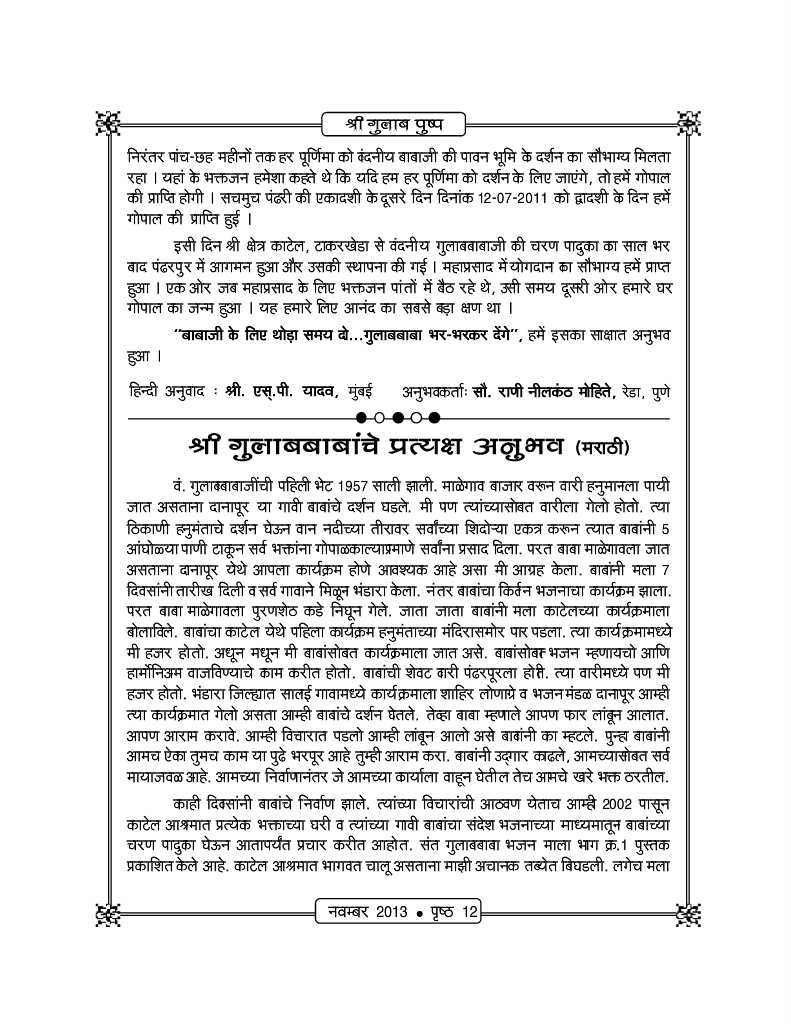 श्री गुलाब पुष्प
निरंतर पांच-छह महीनों तक हर पूर्णिमा को वंदनीय बाबाजी की पावन भूमि के दर्शन का सौभाग्य मिलता
रहा । यहां के भक्तजन हमेशा कहते थे कि यदि हम हर पूर्णिमा को दर्शन के लिए जाएंगे, तो हमें गोपाल
की प्राप्ति होगी । सचमुच पंढरी की एकादशी के दूसरे दिन दिनांक 12-07-2011 को द्वादशी के दिन हमें
गोपाल की प्राप्ति हुई ।
इसी दिन श्री क्षेत्र काटेल, टाकरखेडा से वंदनीय गुलाबबाबाजी की चरण पादुका का साल भर
बाद पंढरपुर में आगमन हुआ और उसकी स्थापना की गई । महाप्रसाद में योगदान का सौभाग्य हमें प्राप्त
हुआ । एक ओर जब महाप्रसाद के लिए भक्तजन पांतों में बैठ रहे थे, उसी समय दूसरी ओर हमारे घर
गोपाल का जन्म हुआ । यह हमारे लिए आनंद का सबसे बड़ा क्षण था ।
“बाबाजी के लिए थोड़ा समय दो...गुलाबबाबा भर-भरकर देंगे”, हमें इसका साक्षात अनुभव
हुआ ।
हिन्दी अनुवाद : श्री. एस्.पी. यादव, मुंबई अनुभवकर्ताः सौ. राणी नीलकंठ मोहिते, रेडा, पुणे
श्री गुलाबबाबांचे प्रत्यक्ष अनुभव (मराठी)
वं. गुलाबबाबाजींची पहिली भेट 1957 साली झाली. माळेगाव बाजार वरून वारी हनुमानला पायी
जात असताना दानापूर या गावी बाबांचे दर्शन घडले. मी पण त्यांच्यासोबत वारीला गेलो होतो. त्या
ठिकाणी हनुमंताचे दर्शन घेऊन वान नदीच्या तीरावर सर्वांच्या शिदोऱ्या एकत्र करून त्यात बाबांनी 5
आंघोळ्या पाणी टाकून सर्व भक्तांना गोपाळकाल्याप्रमाणे सर्वांना प्रसाद दिला. परत बाबा माळेगावला जात
असताना दानापूर येथे आपला कार्यक्रम होणे आवश्यक आहे असा मी आग्रह केला. बाबांनी मला 7
दिवसांनी तारीख दिली व सर्व गावाने मिळून भंडारा केला. नंतर बाबांचा किर्तन भजनाचा कार्यक्रम झाला.
परत बाबा माळेगावला पुरणशेठ कडे निघून गेले. जाता जाता बाबांनी मला काटेलच्या कार्यक्रमाला
बोलाविले. बाबांचा काटेल येथे पहिला कार्यक्रम हनुमंताच्या मंदिरासमोर पार पडला. त्या कार्यक्रमामध्ये
मी हजर होतो. अधून मधून मी बाबांसोबत कार्यक्रमाला जात असे. बाबांसोबत भजन म्हणायचो आणि
हार्मोनिअम वाजविण्याचे काम करीत होतो. बाबांची शेवट वारी पंढरपूरला होती. त्या वारीमध्ये पण मी
हजर होतो. भंडारा जिल्ह्यात सालई गावामध्ये कार्यक्रमाला शाहिर लोणाग्रे व भजन मंडळ दानापूर आम्ही
त्या कार्यक्रमात गेलो असता आम्ही बाबांचे दर्शन घेतले. तेव्हा बाबा म्हणाले आपण फार लांबून आलात.
आपण आराम करावे. आम्ही विचारात पडलो आम्ही लांबून आलो असे बाबांनी का म्हटले. पुन्हा बाबांनी
आमच ऐका तुमच काम या पुढे भरपूर आहे तुम्ही आराम करा. बाबांनी उद्‌गार काढले, आमच्यासोबत सर्व
मायाजवळ आहे. आमच्या निर्वाणानंतर जे आमच्या कार्याला वाहून घेतील तेच आमचे खरे भक्त ठरतील.
काही दिवसांनी बाबांचे निर्वाण झाले. त्यांच्या विचारांची आठवण येताच आम्ही 2002 पासून
काटेल आश्रमात प्रत्येक भक्ताच्या घरी व त्यांच्या गावी बाबांचा संदेश भजनाच्या माध्यमातून बाबांच्या
चरण पादुका घेऊन आतापर्यंत प्रचार करीत आहोत. संत गुलाबबाबा भजन माला भाग क्र.1 पुस्तक
प्रकाशित केले आहे. काटेल आश्रमात भागवत चालू असताना माझी अचानक तब्येत बिघडली. लगेच मला
नवम्बर 2013 ● पृष्ठ 12